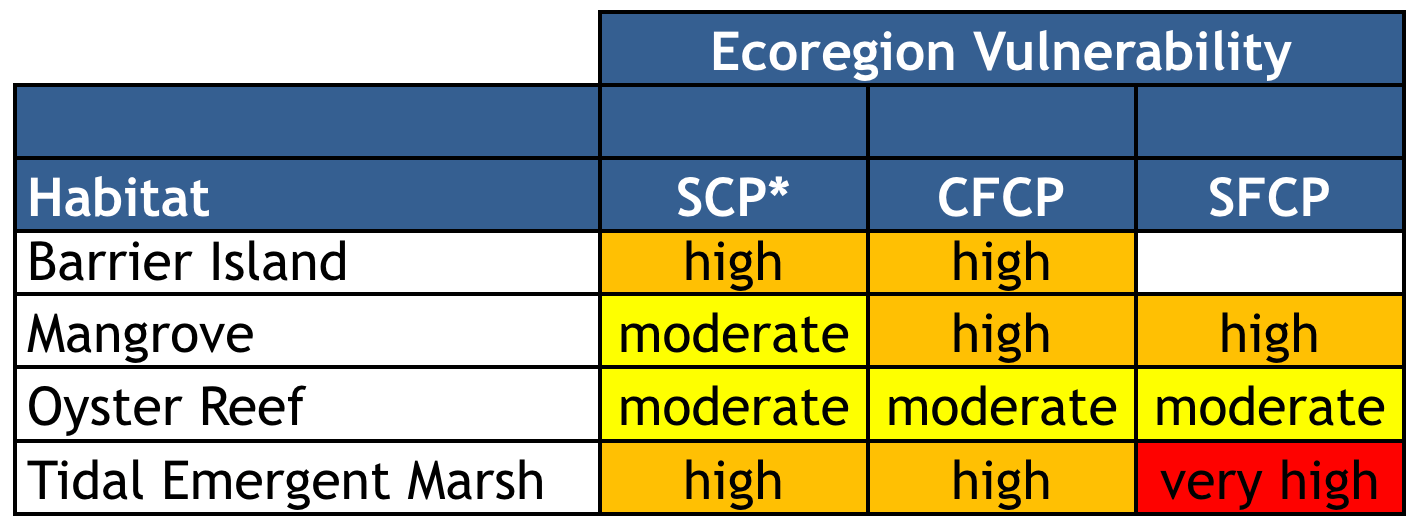 Ecoregion Vulnerability
Habitat SCP* CFCP SFCP
Barrier Island high high
Mangrove moderate high high
Oyster Reef moderate moderate moderate
Tidal Emergent Marsh high high very high